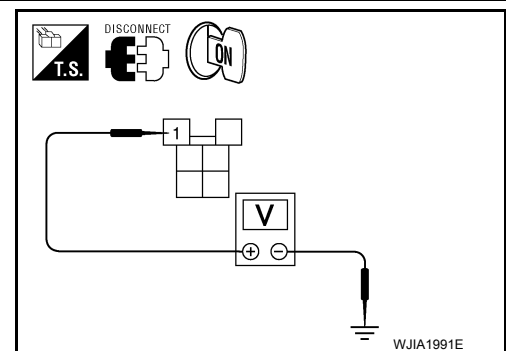 DISCONNECT
T.S.
ON
1
V
+ −
WJIA1991E